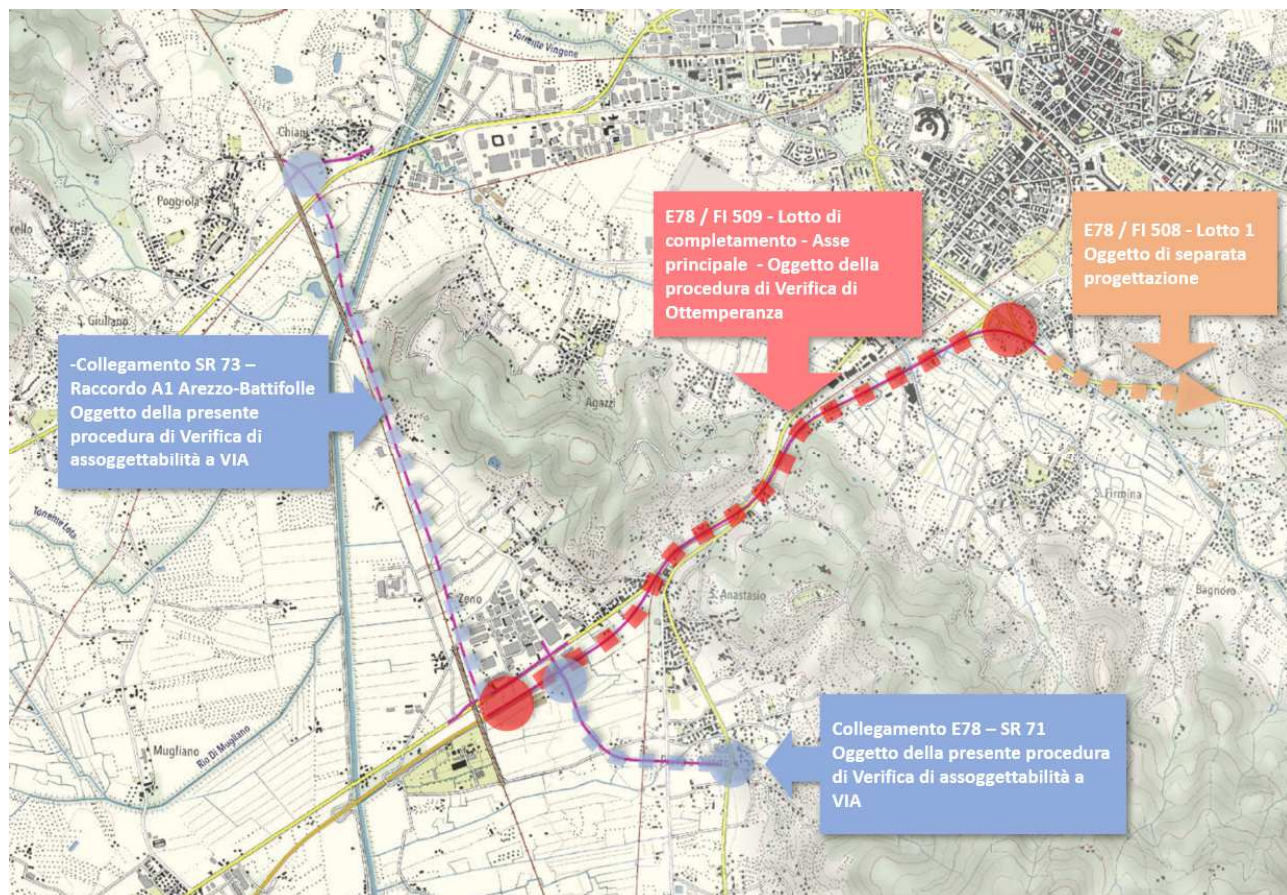 Torrente Vingone
Chiani
Poggiola
S. Giuliano
E78 / FI 509 - Lotto di
completamento - Asse
principale - Oggetto della
procedura di Verifica di
Ottemperanza
E78 / FI 508 - Lotto 1
Oggetto di separata
progettazione
-Collegamento SR 73 –
Raccordo A1 Arezzo-Battifolle
Oggetto della presente
procedura di Verifica di
assoggettabilità a VIA
Agazzi
S. Firmina
Torrente Lota
Zeno
S. Anastasio
Bagnoro
Mugliano
Rio Di Mugliano
Collegamento E78 – SR 71
Oggetto della presente procedura
di Verifica di assoggettabilità a
VIA